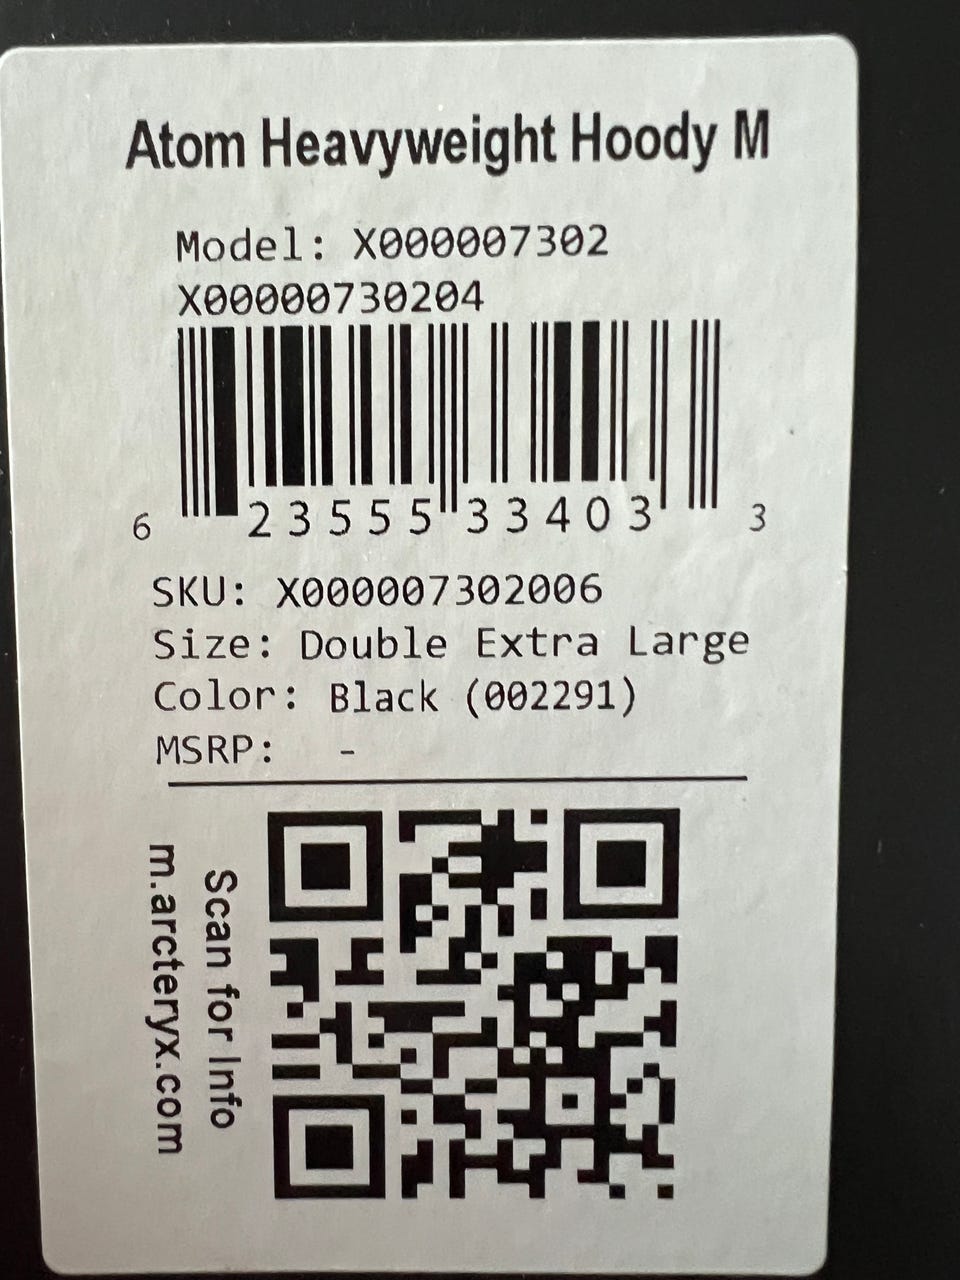 Atom Heavyweight Hoody M
Model: X000007302
X00000730204
6 23555 33403 3
SKU: X000007302006
Size: Double Extra Large
Color: Black (002291)
MSRP: -
Scan for Info
m.arcteryx.com